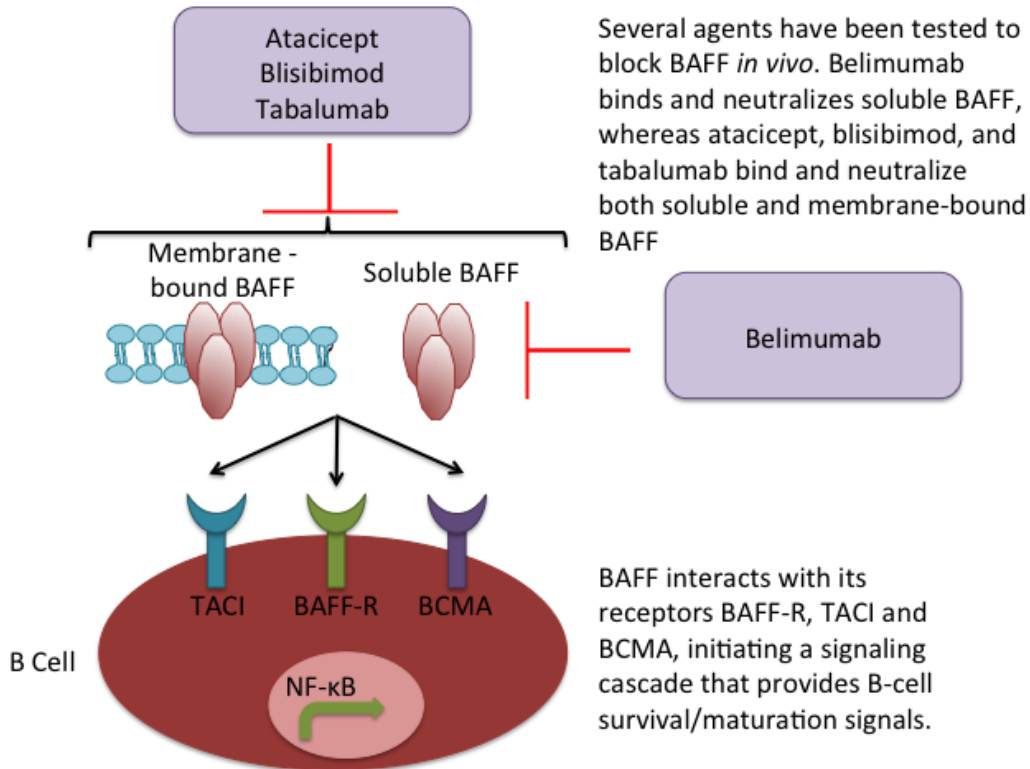 Atacicept
Blisibimod
Tabalumab
Several agents have been tested to
block BAFF in vivo. Belimumab
binds and neutralizes soluble BAFF,
whereas atacicept, blisibimod, and
tabalumab bind and neutralize
both soluble and membrane-bound
BAFF
Membrane -
bound BAFF
Soluble BAFF
Belimumab
TACI
BAFF-R
BCMA
B Cell
NF-κB
BAFF interacts with its
receptors BAFF-R, TACI and
BCMA, initiating a signaling
cascade that provides B-cell
survival/maturation signals.